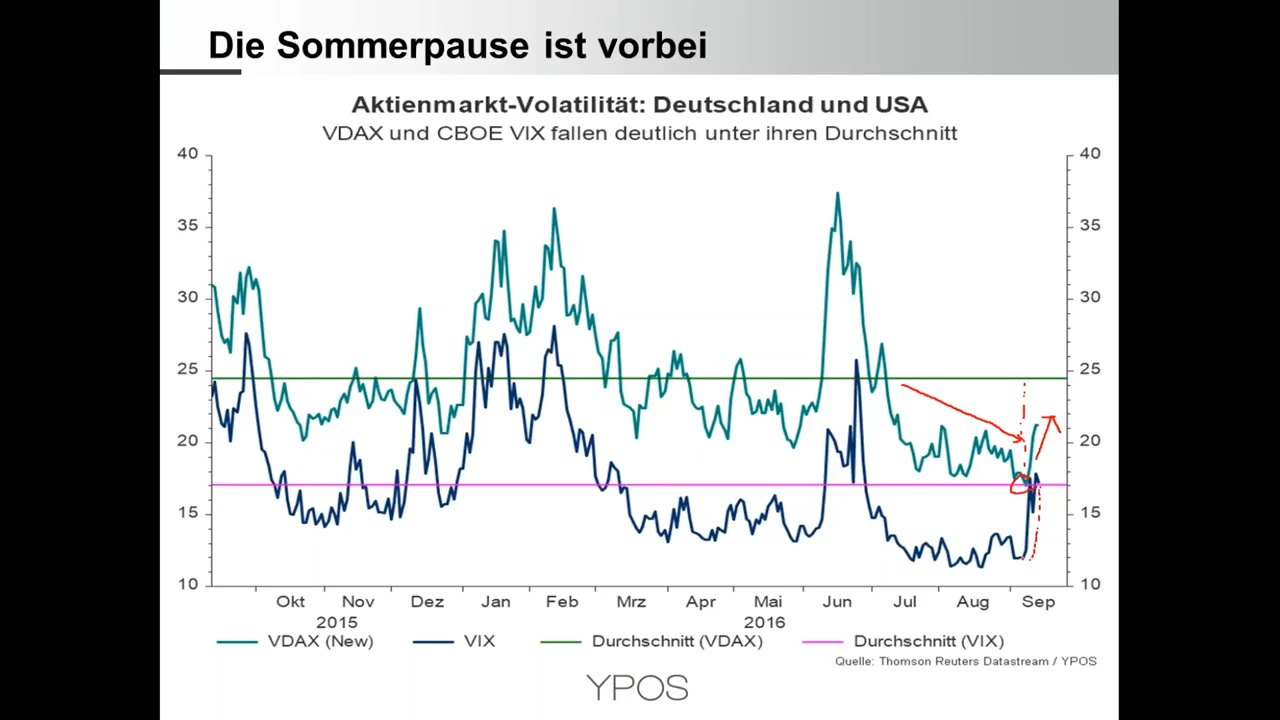 Die Sommerpause ist vorbei
Aktienmarkt-Volatilität: Deutschland und USA
VDAX und CBOE VIX fallen deutlich unter ihren Durchschnitt
40 40
35 35
30 30
25 25
20 20
15 15
10 10
Okt Nov Dez Jan Feb Mrz Apr Mai Jun Jul Aug Sep
2015 2016
VDAX (New) VIX Durchschnitt (VDAX) Durchschnitt (VIX)
Quelle: Thomson Reuters Datastream / YPOS
YPOS